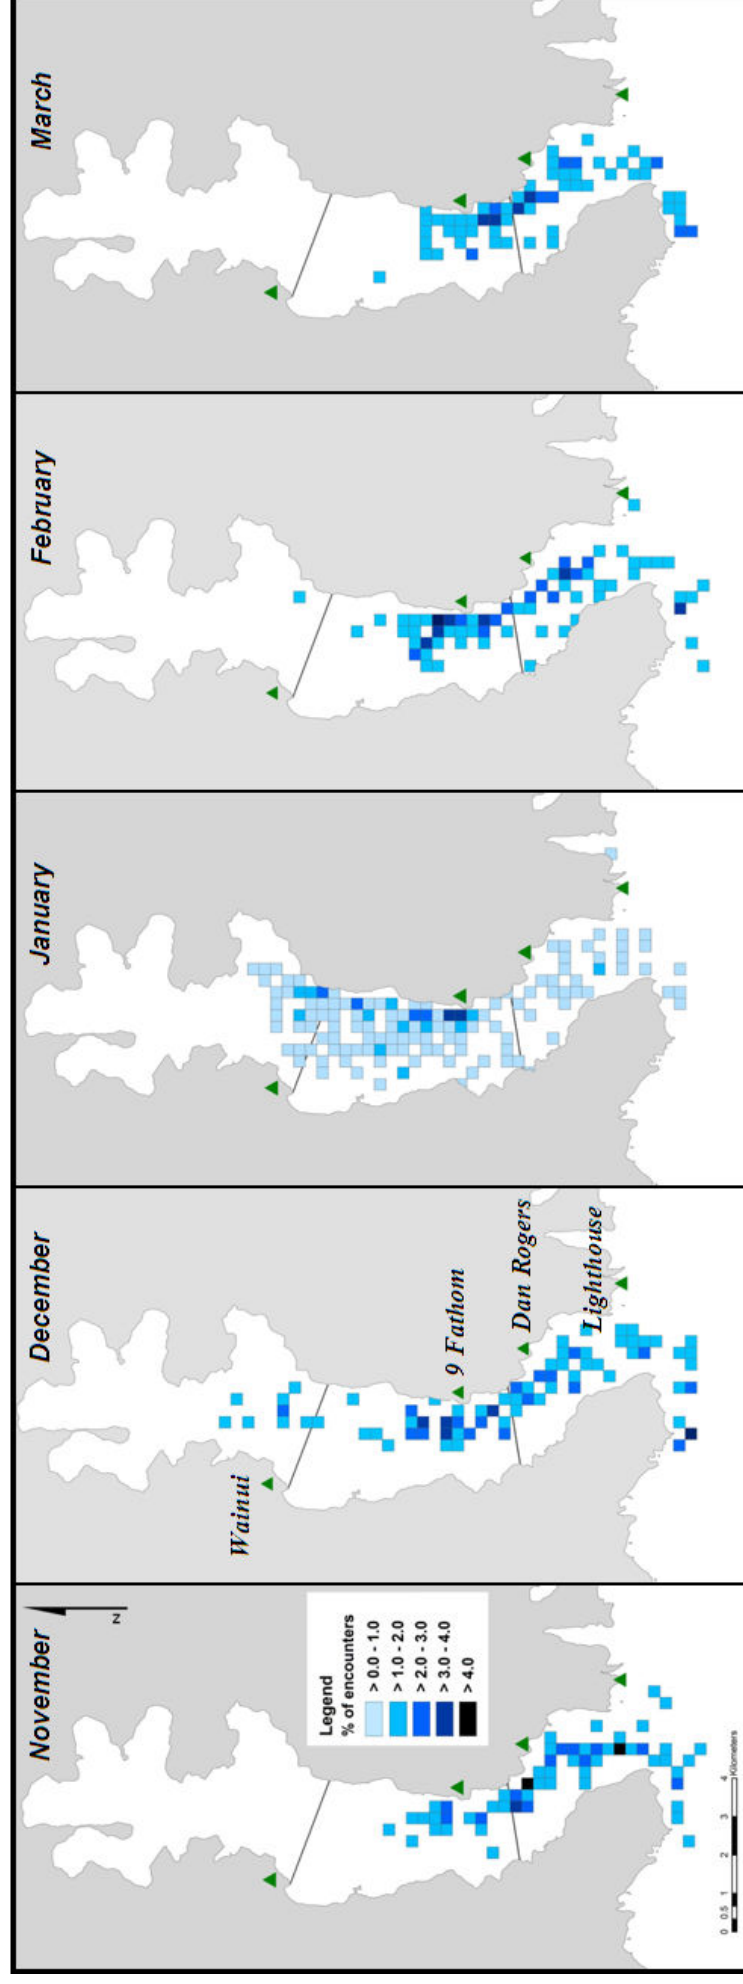 November
December
January
February
March
N
Wainui
9 Fathom
Dan Rogers
Lighthouse
Legend
% of encounters
> 0.0 - 1.0
> 1.0 - 2.0
> 2.0 - 3.0
> 3.0 - 4.0
> 4.0
0 0.5 1 2 3 4
Kilometers